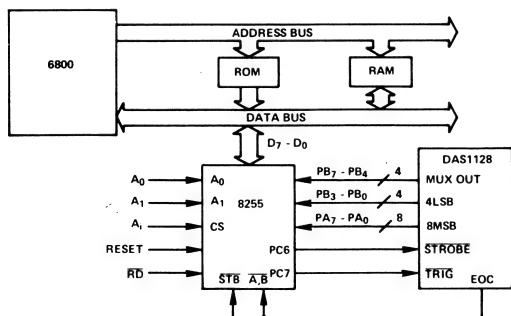 6800
ADDRESS BUS
ROM
RAM
DATA BUS
D7 - D0
DAS1128
A0
A0
PB7 - PB4
4
MUX OUT
A1
A1
8255
PB3 - PB0
4
4LSB
Ai
CS
PA7 - PA0
8
8MSB
RESET
PC6
STROBE
RD
STB
A,B
PC7
TRIG
EOC